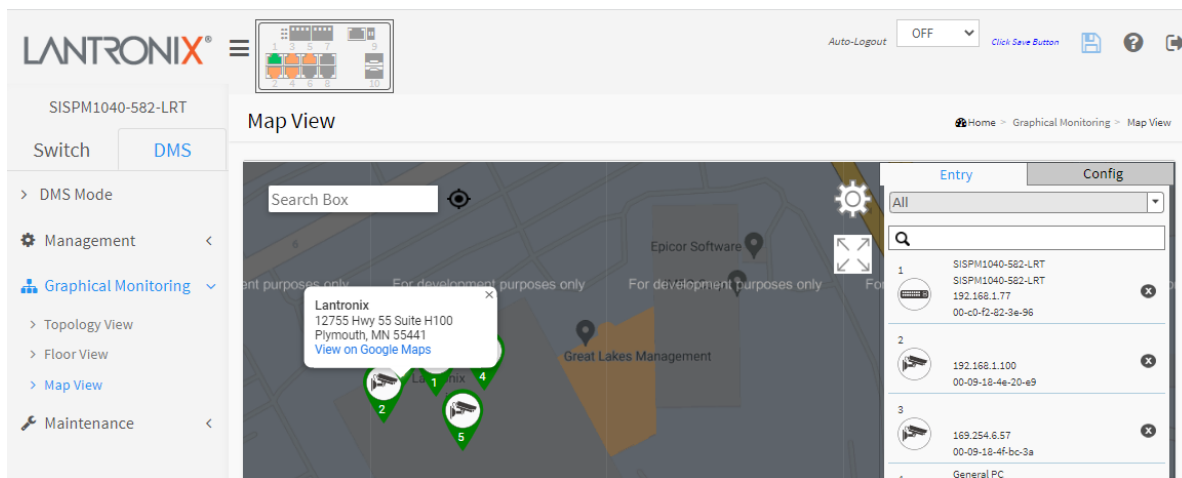 LANTRONIX®
1 3 5 7 9
2 4 6 8 10
Auto-Logout OFF Click Save Button
SISPM1040-582-LRT
Switch DMS
> DMS Mode
Management
Graphical Monitoring
> Topology View
> Floor View
> Map View
Maintenance
Map View
Home > Graphical Monitoring > Map View
Search Box
6
Epicor Software
ent purposes only For development purposes only For development purposes only For
Lantronix
12755 Hwy 55 Suite H100
Plymouth, MN 55441
View on Google Maps
Great Lakes Management
1
4
2
5
Entry Config
All
1
SISPM1040-582-LRT
SISPM1040-582-LRT
192.168.1.77
00-c0-f2-82-3e-96
2
192.168.1.100
00-09-18-4e-20-e9
3
169.254.6.57
00-09-18-4f-bc-3a
General PC